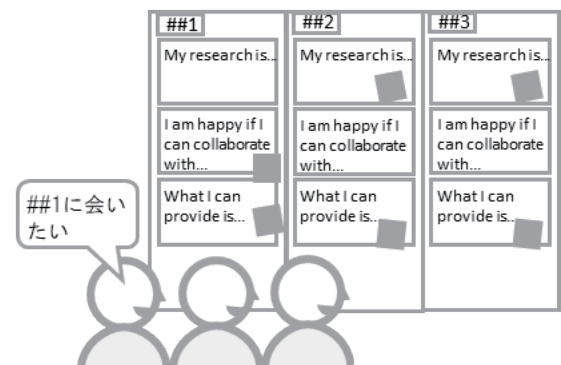 ##1
My research is...
I am happy if I
can collaborate
with...
What I can
provide is...
##2
My research is...
I am happy if I
can collaborate
with...
What I can
provide is...
##3
My research is...
I am happy if I
can collaborate
with...
What I can
provide is...
##1に会い
たい